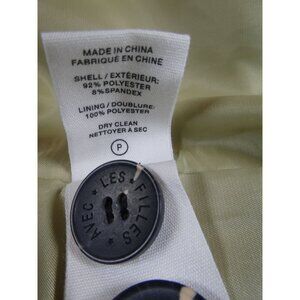 MADE IN CHINA
FABRIQUÉ EN CHINE
SHELL / EXTÉRIEUR:
92% POLYESTER
8%SPANDEX
LINING / DOUBLURE:
100% POLYESTER
DRY CLEAN
NETTOYER À SEC
P
AVEC ★ LES ★ FILLES